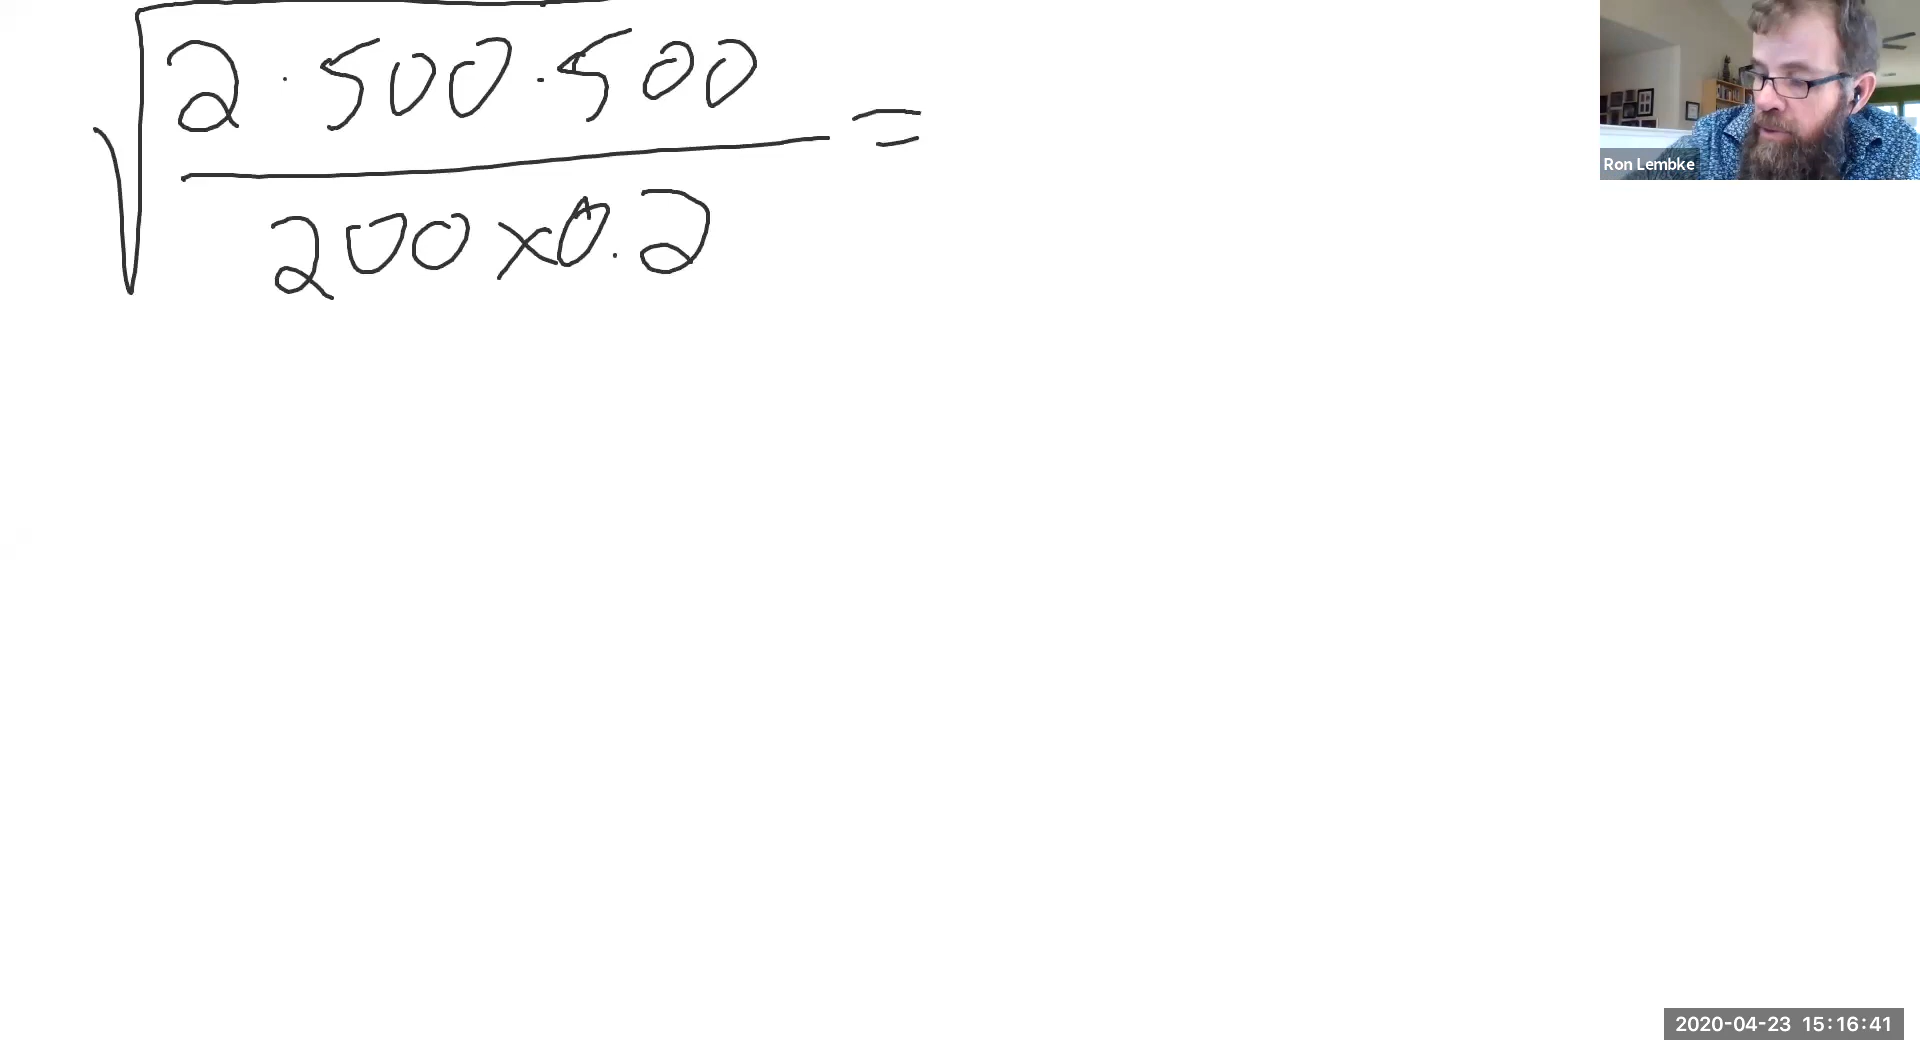 √ 2 · 500 · 500 =
200 x 0.2
Ron Lembke
2020-04-23 15:16:41